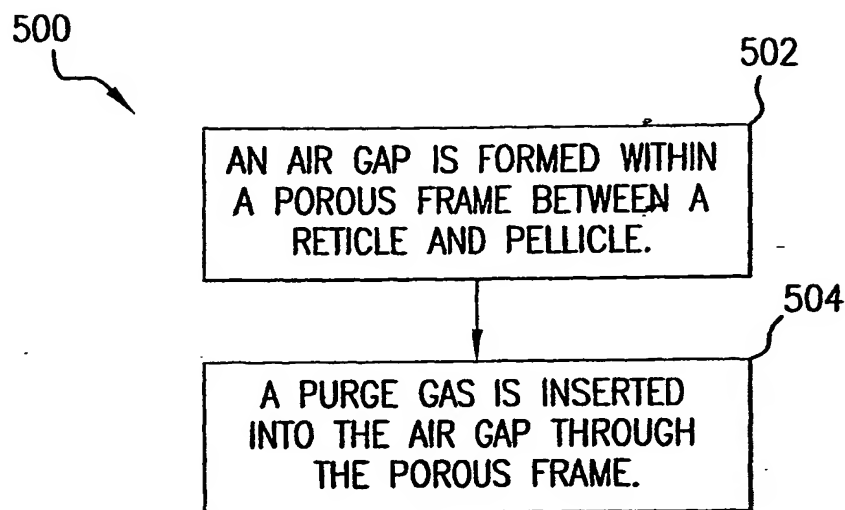 500
502
AN AIR GAP IS FORMED WITHIN
A POROUS FRAME BETWEEN A
RETICLE AND PELLICLE.
504
A PURGE GAS IS INSERTED
INTO THE AIR GAP THROUGH
THE POROUS FRAME.